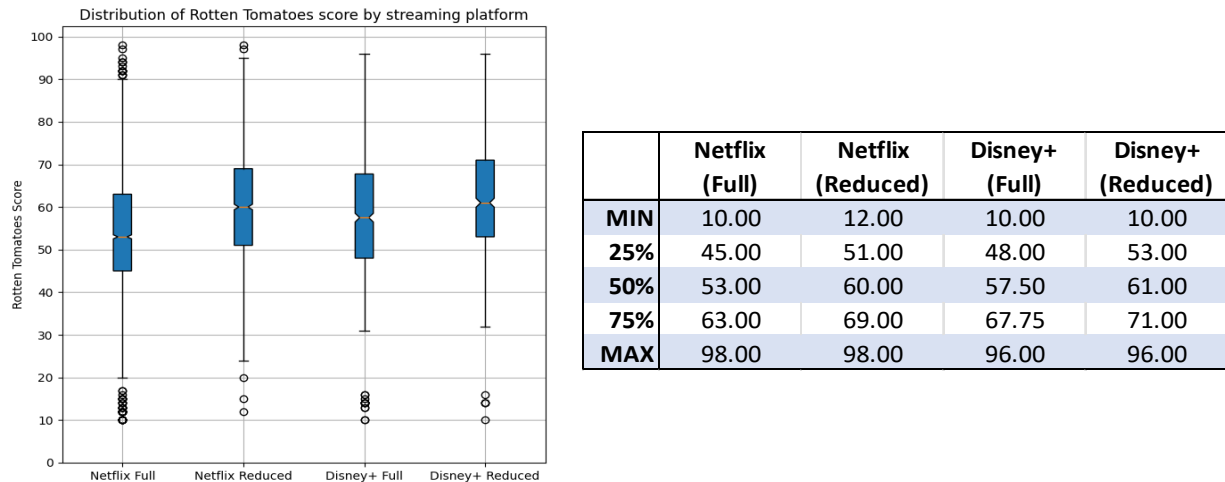 Distribution of Rotten Tomatoes score by streaming platform
100
90
80
70
60
50
40
30
20
10
0
Rotten Tomatoes Score
Netflix Full Netflix Reduced Disney+ Full Disney+ Reduced
Netflix (Full) Netflix (Reduced) Disney+ (Full) Disney+ (Reduced)
MIN 10.00 12.00 10.00 10.00
25% 45.00 51.00 48.00 53.00
50% 53.00 60.00 57.50 61.00
75% 63.00 69.00 67.75 71.00
MAX 98.00 98.00 96.00 96.00